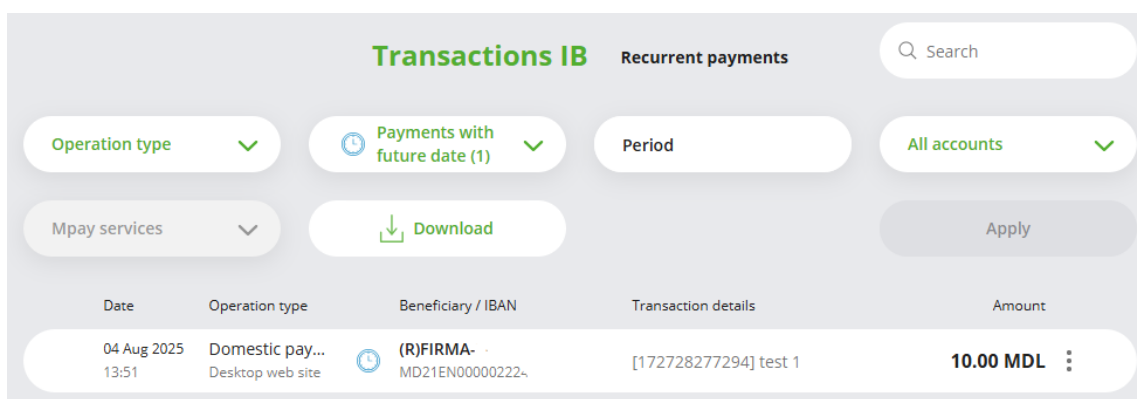 Transactions IB Recurrent payments Search
Operation type Payments with
future date (1) Period All accounts
Mpay services Download Apply
Date Operation type Beneficiary / IBAN Transaction details Amount
04 Aug 2025 Domestic pay... (R)FIRMA- [172728277294] test 1 10.00 MDL
13:51 Desktop web site